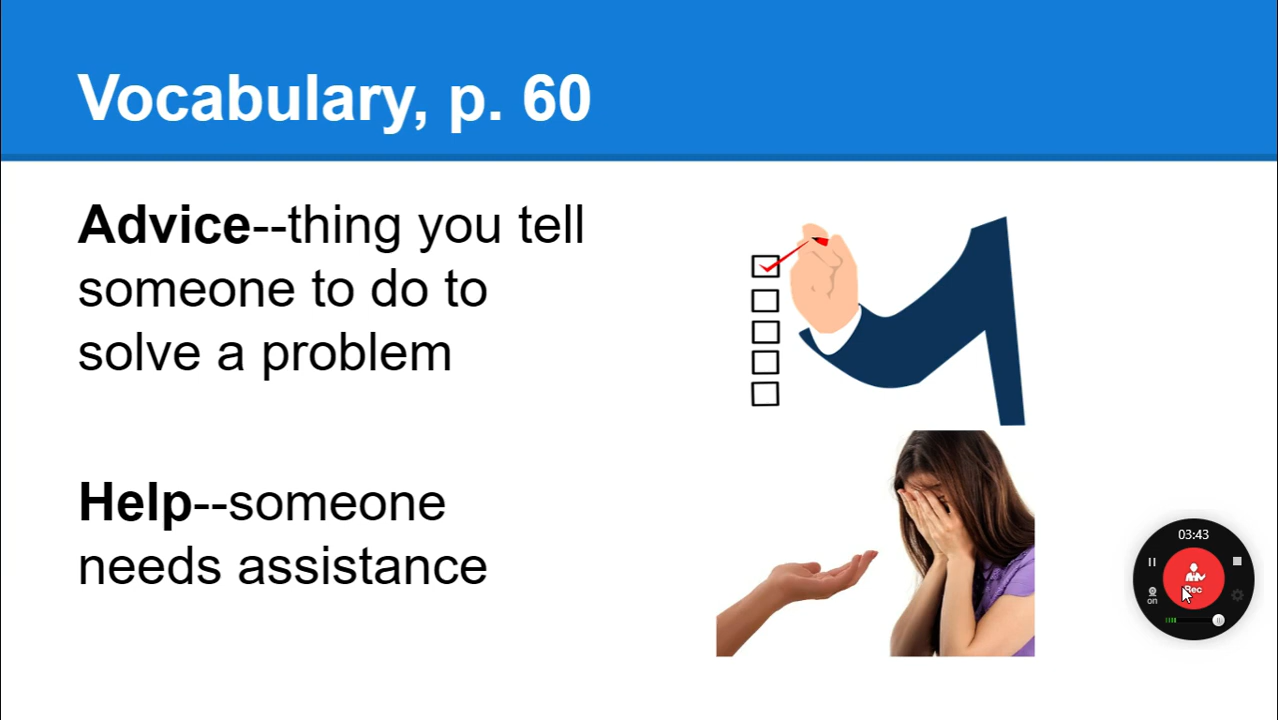 Vocabulary, p. 60
Advice--thing you tell
someone to do to
solve a problem
Help--someone
needs assistance
03:43
Rec
on